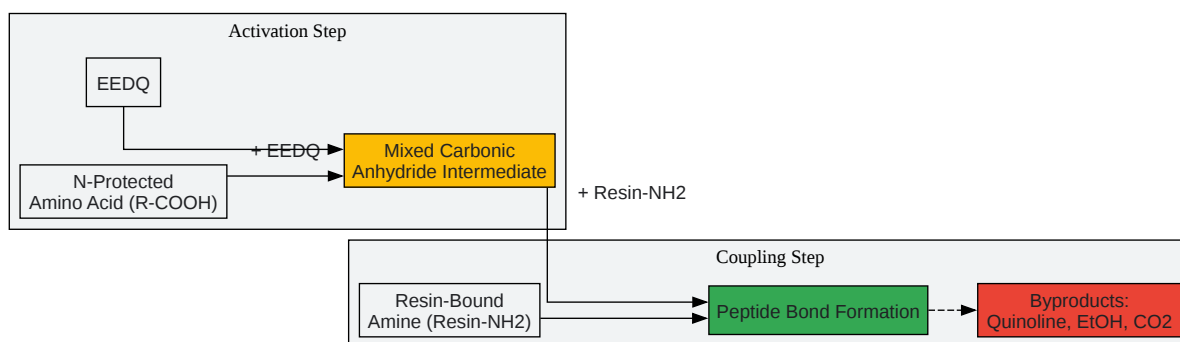 Activation Step
EEDQ
+ EEDQ
Mixed Carbonic
Anhydride Intermediate
N-Protected
Amino Acid (R-COOH)
+ Resin-NH2
Coupling Step
Resin-Bound
Amine (Resin-NH2)
Peptide Bond Formation
Byproducts:
Quinoline, EtOH, CO2